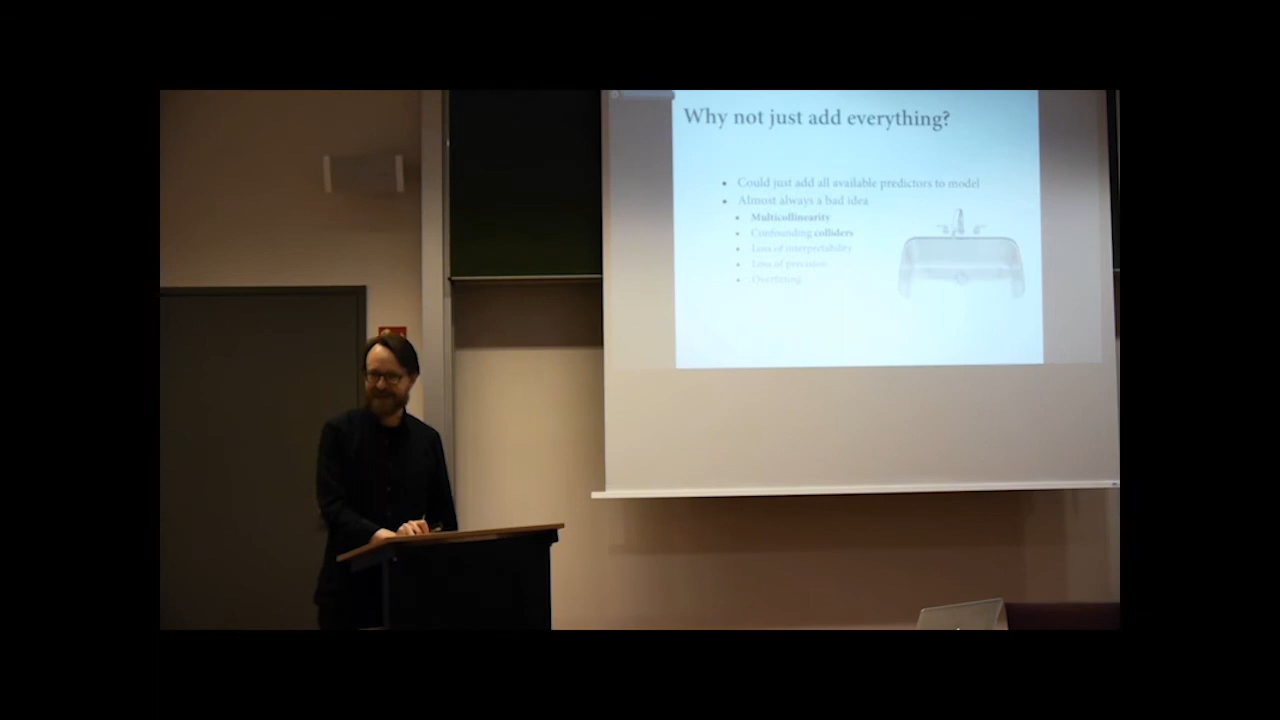 Why not just add everything?
• Could just add all available predictors to model
• Almost always a bad idea
• Multicollinearity
• Confounding colliders
• Loss of interpretability
• Loss of precision
• Overfitting